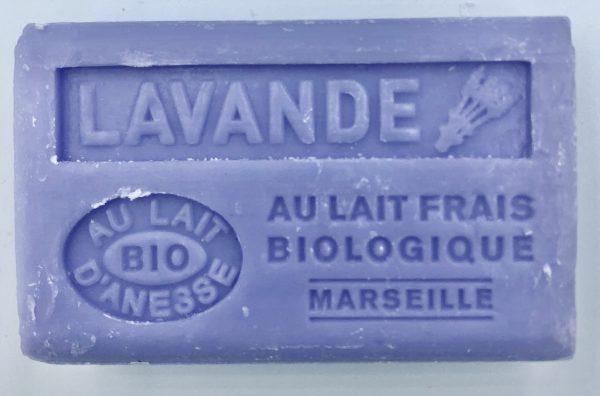 LAVANDE
AU LAIT
BIO
D'ANESSE
AU LAIT FRAIS
BIOLOGIQUE
MARSEILLE